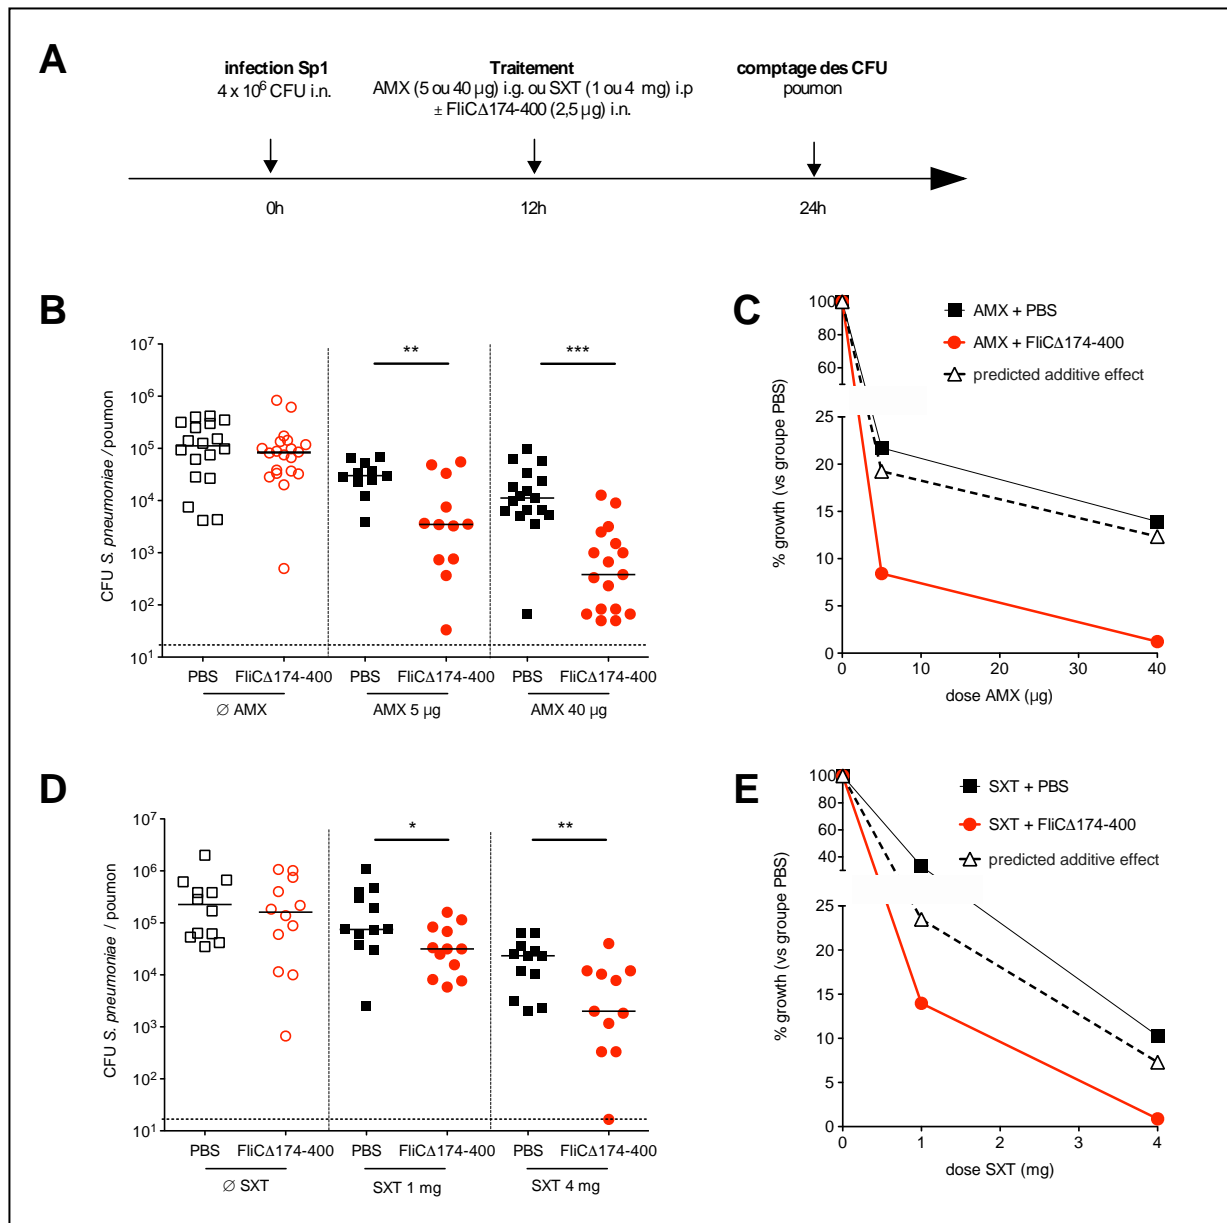 A
infection Sp1
4 x 10⁶ CFU i.n.
Traitement
AMX (5 ou 40 µg) i.g. ou SXT (1 ou 4 mg) i.p
± FliCΔ174-400 (2,5 µg) i.n.
comptage des CFU
poumon
0h
12h
24h
B
CFU S. pneumoniae / poumon
10⁷
10⁶
10⁵
10⁴
10³
10²
10¹
**
***
PBS FliCΔ174-400 PBS FliCΔ174-400 PBS FliCΔ174-400
∅ AMX AMX 5 µg AMX 40 µg
C
% growth (vs groupe PBS)
100
80
60
25
20
15
10
5
0
0 10 20 30 40
dose AMX (µg)
AMX + PBS
AMX + FliCΔ174-400
predicted additive effect
D
CFU S. pneumoniae / poumon
10⁷
10⁶
10⁵
10⁴
10³
10²
10¹
*
**
PBS FliCΔ174-400 PBS FliCΔ174-400 PBS FliCΔ174-400
∅ SXT SXT 1 mg SXT 4 mg
E
% growth (vs groupe PBS)
100
80
60
40
25
20
15
10
5
0
0 1 2 3 4
dose SXT (mg)
SXT + PBS
SXT + FliCΔ174-400
predicted additive effect